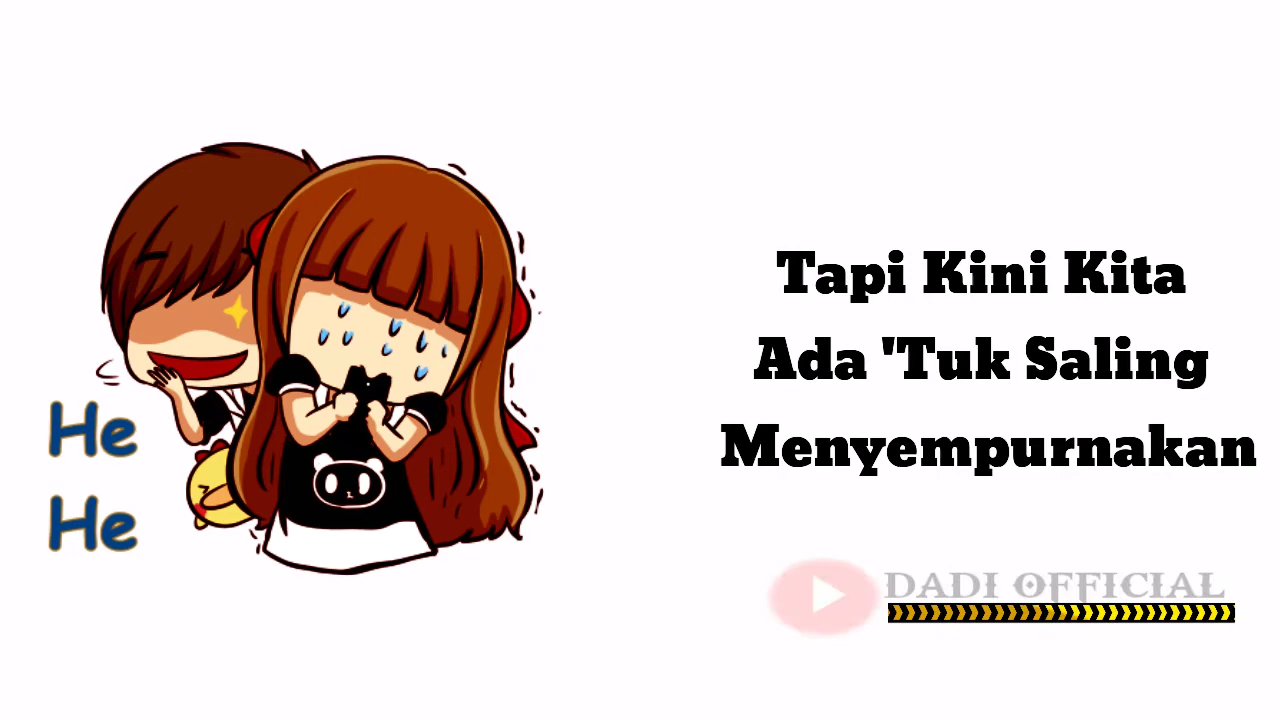 He
He
Tapi Kini Kita
Ada 'Tuk Saling
Menyempurnakan
DADI OFFICIAL